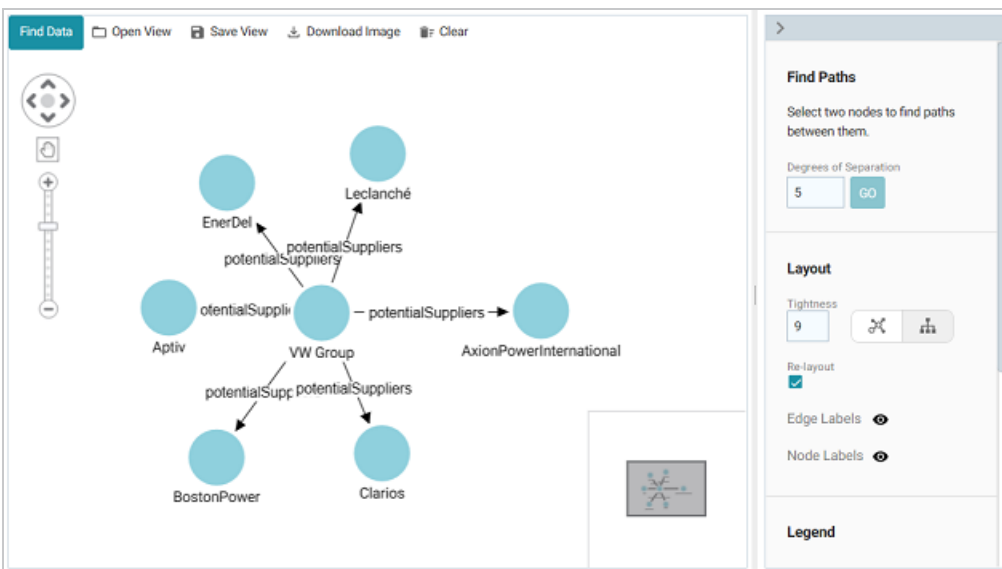 Find Data Open View Save View Download Image Clear
Find Paths
Select two nodes to find paths
between them.
Degrees of Separation
5 GO
Layout
Tightness
9
Re-layout
Edge Labels
Node Labels
Legend
Leclanché
EnerDel
potentialSuppliers
potentialSuppliers
otentialSupplie
potentialSuppliers
Aptiv
VW Group
AxionPowerInternational
potentialSupp
potentialSuppliers
BostonPower
Clarios